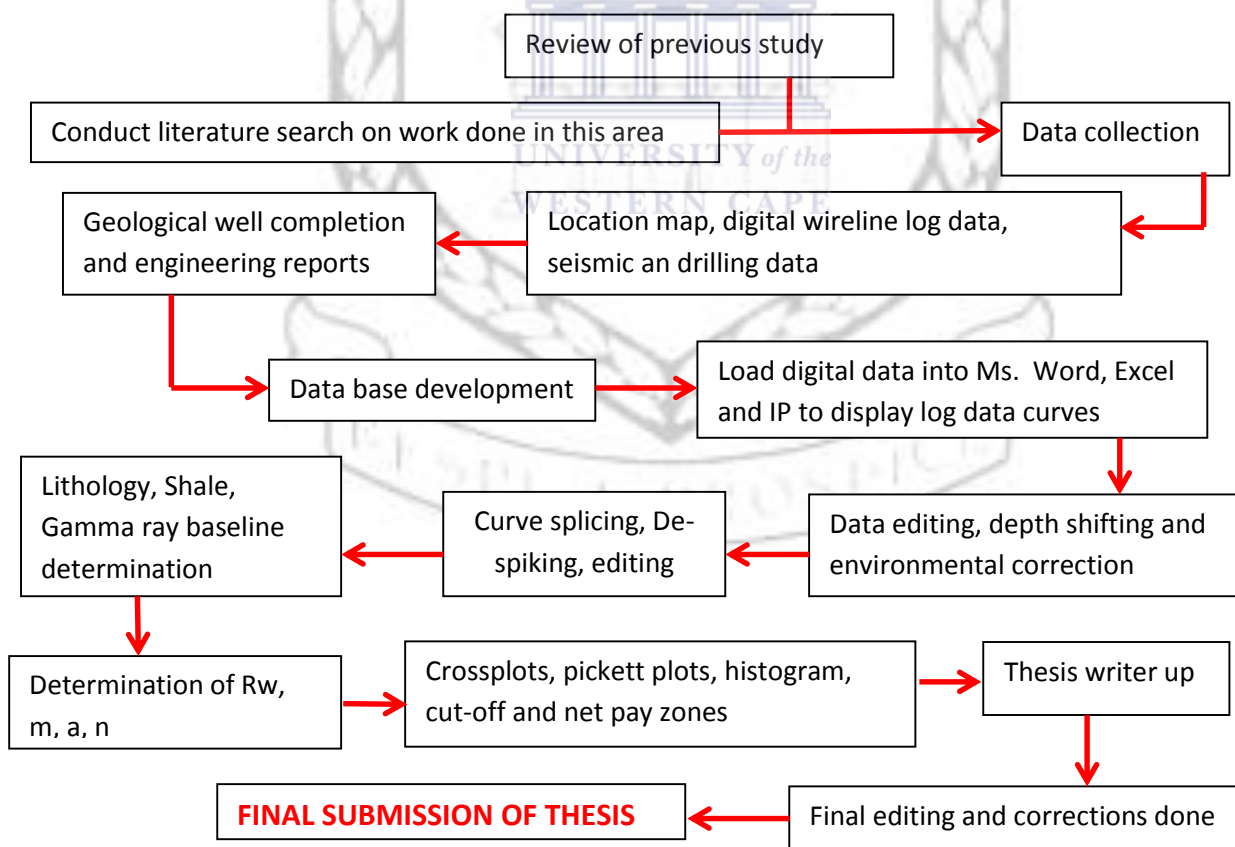 Review of previous study
Conduct literature search on work done in this area
Data collection
UNIVERSITY of the
WESTERN CAPE
Location map, digital wireline log data,
seismic an drilling data
Geological well completion
and engineering reports
Data base development
Load digital data into Ms. Word, Excel
and IP to display log data curves
Data editing, depth shifting and
environmental correction
Curve splicing, De-
spiking, editing
Lithology, Shale,
Gamma ray baseline
determination
Determination of Rw,
m, a, n
Crossplots, pickett plots, histogram,
cut-off and net pay zones
Thesis writer up
Final editing and corrections done
FINAL SUBMISSION OF THESIS